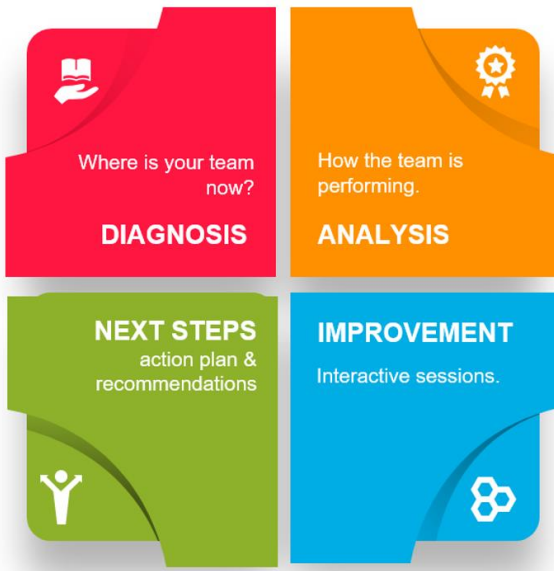 Where is your team
now?
DIAGNOSIS
How the team is
performing.
ANALYSIS
NEXT STEPS
action plan &
recommendations
IMPROVEMENT
Interactive sessions.